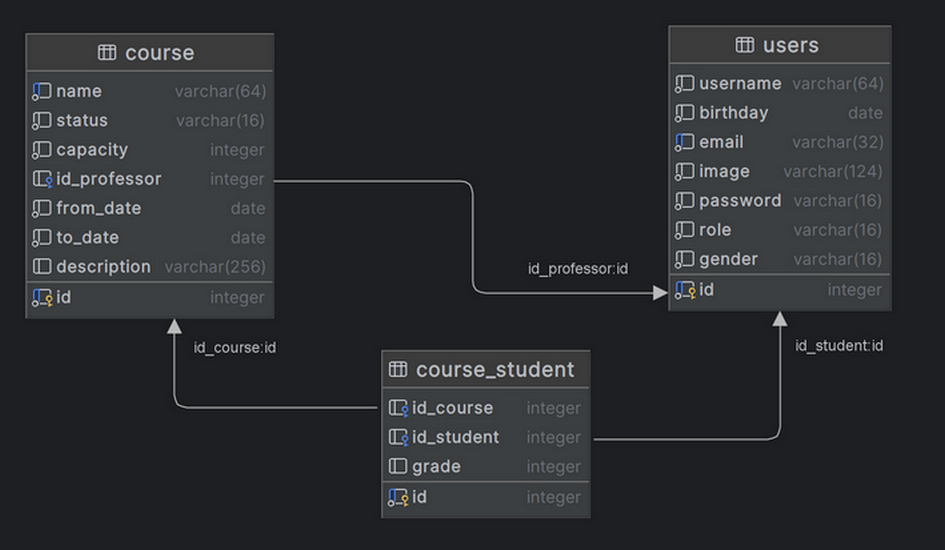 course
name varchar(64)
status varchar(16)
capacity integer
id_professor integer
from_date date
to_date date
description varchar(256)
id integer
users
username varchar(64)
birthday date
email varchar(32)
image varchar(124)
password varchar(16)
role varchar(16)
gender varchar(16)
id integer
id_professor:id
id_course:id
id_student:id
course_student
id_course integer
id_student integer
grade integer
id integer